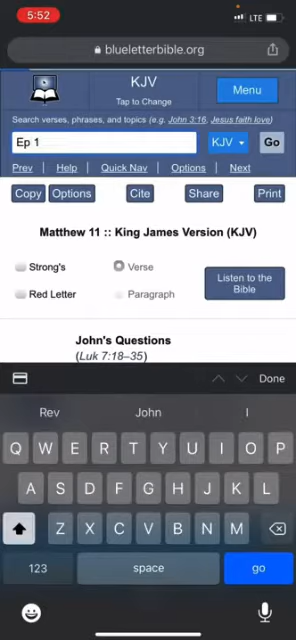 5:52 LTE
blueletterbible.org
KJV
Tap to Change
Menu
Search verses, phrases, and topics (e.g. John 3:16, Jesus faith love)
Ep 1 KJV Go
Prev | Help | Quick Nav | Options | Next
Copy Options Cite Share Print
Matthew 11 :: King James Version (KJV)
Strong's Verse
Red Letter Paragraph
Listen to the
Bible
John's Questions
(Luk 7:18–35)
Done
Rev John I
Q W E R T Y U I O P
A S D F G H J K L
Z X C V B N M
123 space go